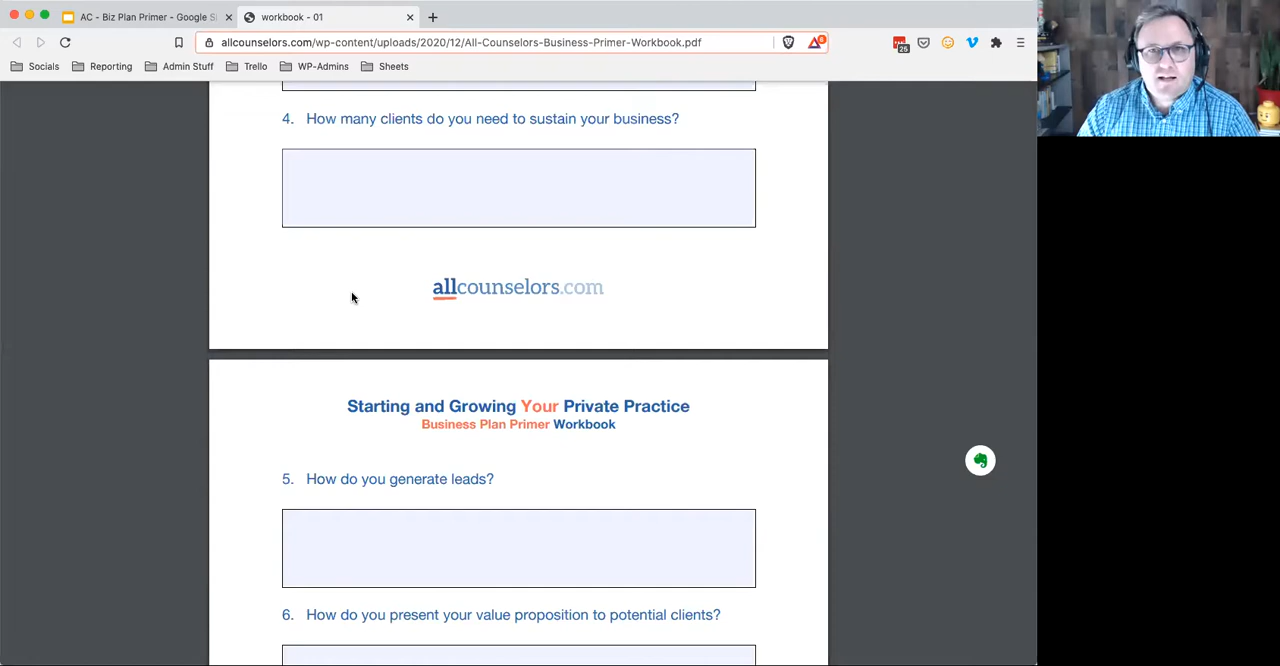 AC - Biz Plan Primer - Google Sl
workbook - 01
allcounselors.com/wp-content/uploads/2020/12/All-Counselors-Business-Primer-Workbook.pdf
6
26
Socials
Reporting
Admin Stuff
Trello
WP-Admins
Sheets
4. How many clients do you need to sustain your business?
allcounselors.com
Starting and Growing Your Private Practice
Business Plan Primer Workbook
5. How do you generate leads?
6. How do you present your value proposition to potential clients?